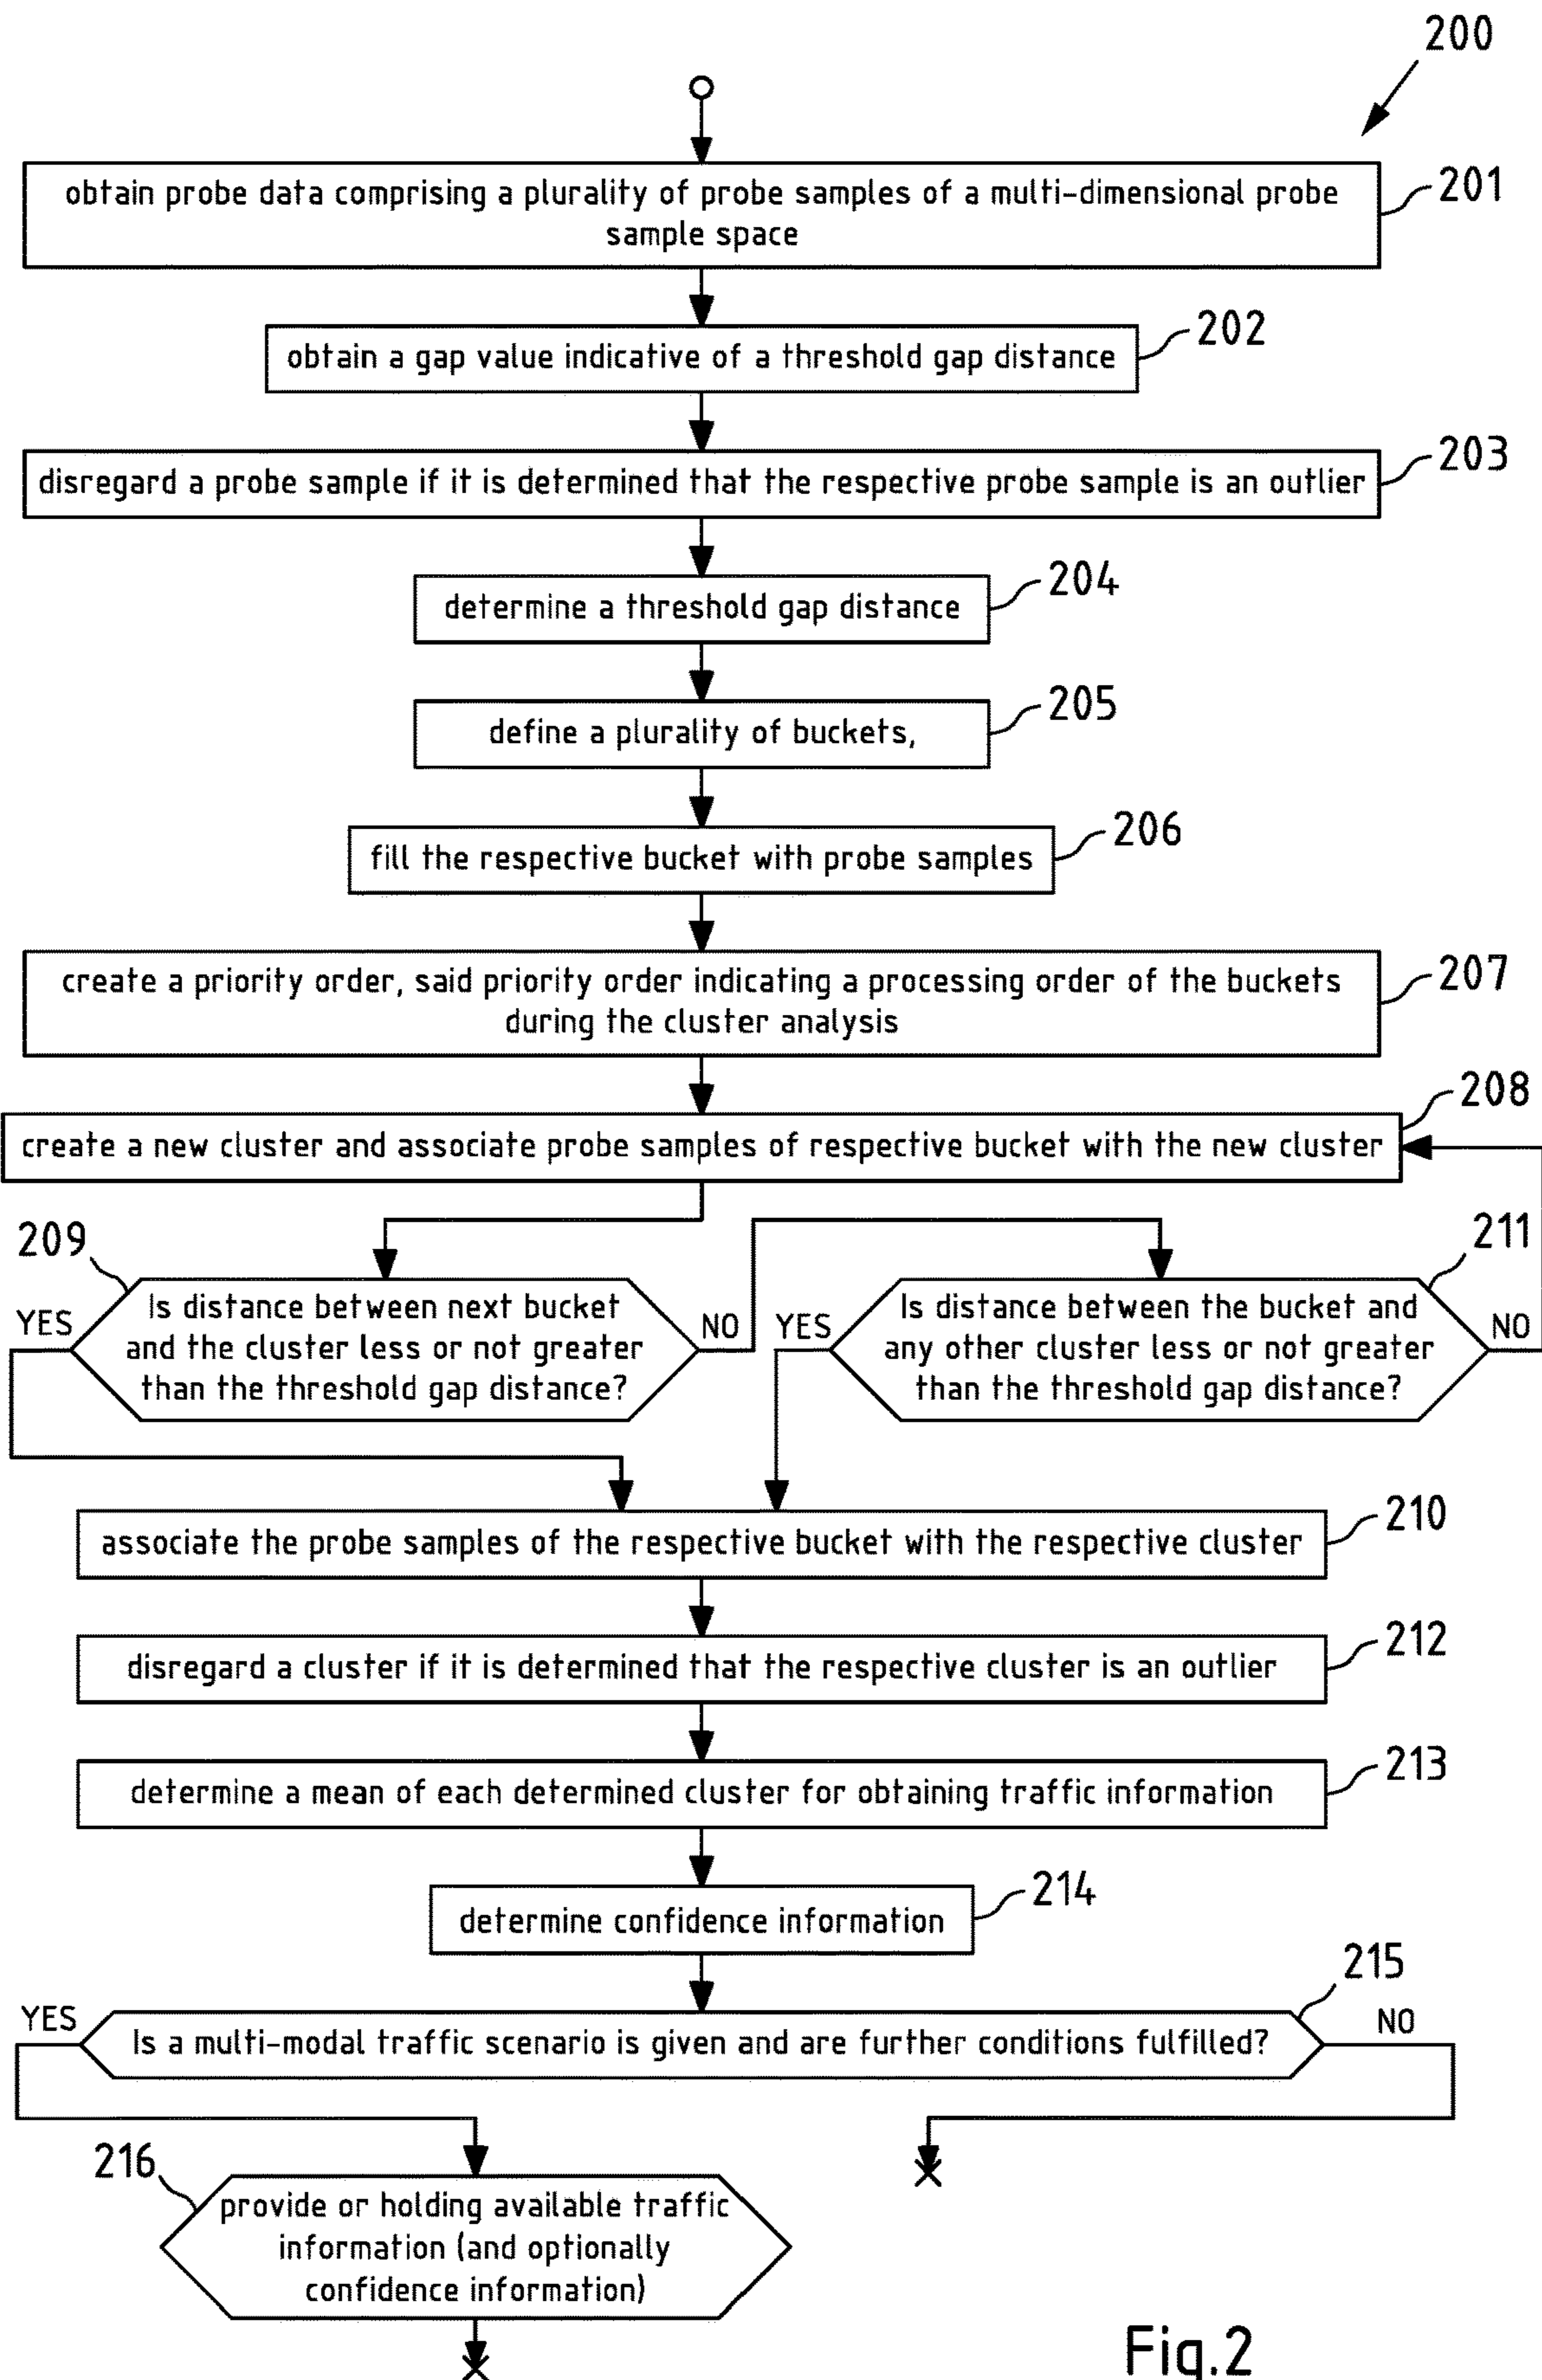 200
obtain probe data comprising a plurality of probe samples of a multi-dimensional probe
sample space
201
obtain a gap value indicative of a threshold gap distance
202
disregard a probe sample if it is determined that the respective probe sample is an outlier
203
determine a threshold gap distance
204
define a plurality of buckets,
205
fill the respective bucket with probe samples
206
create a priority order, said priority order indicating a processing order of the buckets
during the cluster analysis
207
create a new cluster and associate probe samples of respective bucket with the new cluster
208
209
YES
Is distance between next bucket
and the cluster less or not greater
than the threshold gap distance?
NO
211
YES
Is distance between the bucket and
any other cluster less or not greater
than the threshold gap distance?
NO
associate the probe samples of the respective bucket with the respective cluster
210
disregard a cluster if it is determined that the respective cluster is an outlier
212
determine a mean of each determined cluster for obtaining traffic information
213
determine confidence information
214
215
YES
Is a multi-modal traffic scenario is given and are further conditions fulfilled?
NO
216
provide or holding available traffic
information (and optionally
confidence information)
Fig.2